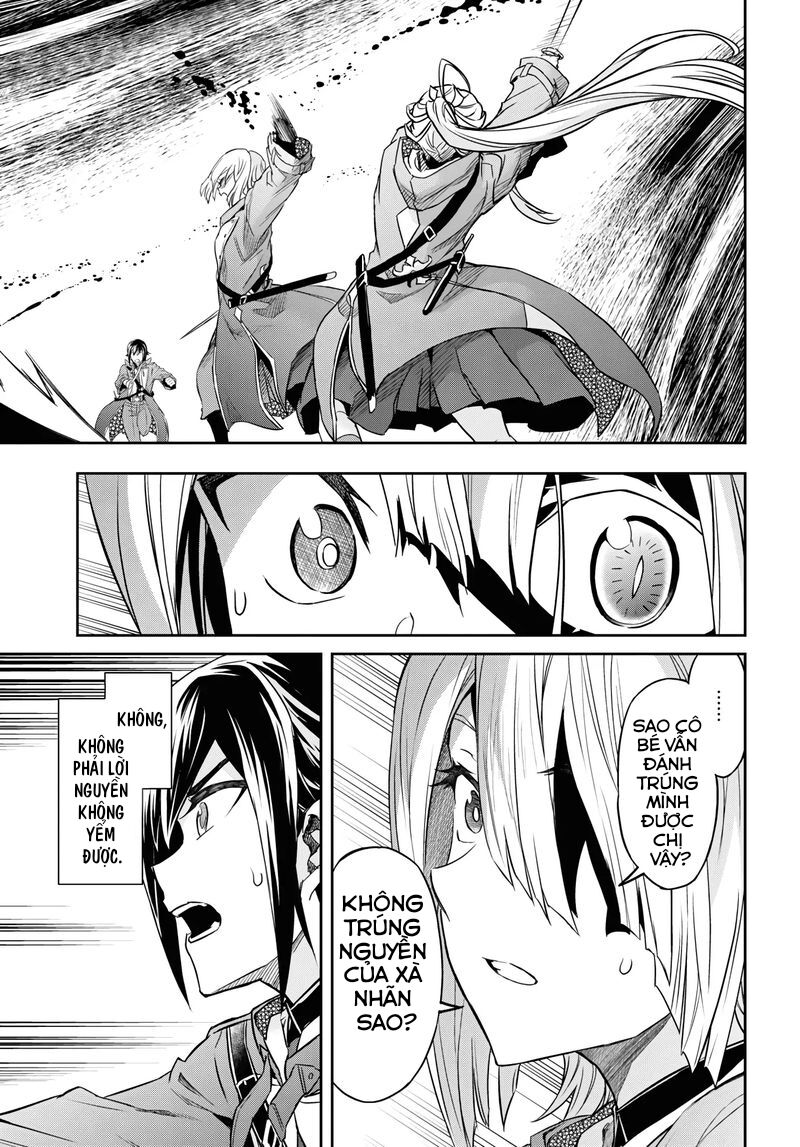 ......
SAO CÔ
BÉ VẪN
ĐÁNH
TRÚNG
MÌNH
ĐƯỢC
CHỊ
VẬY?
KHÔNG
TRÚNG
NGUYỀN
CỦA XÀ
NHÃN
SAO?
KHÔNG,
KHÔNG
PHẢI LỜI
NGUYỀN
KHÔNG
YỂM
ĐƯỢC.